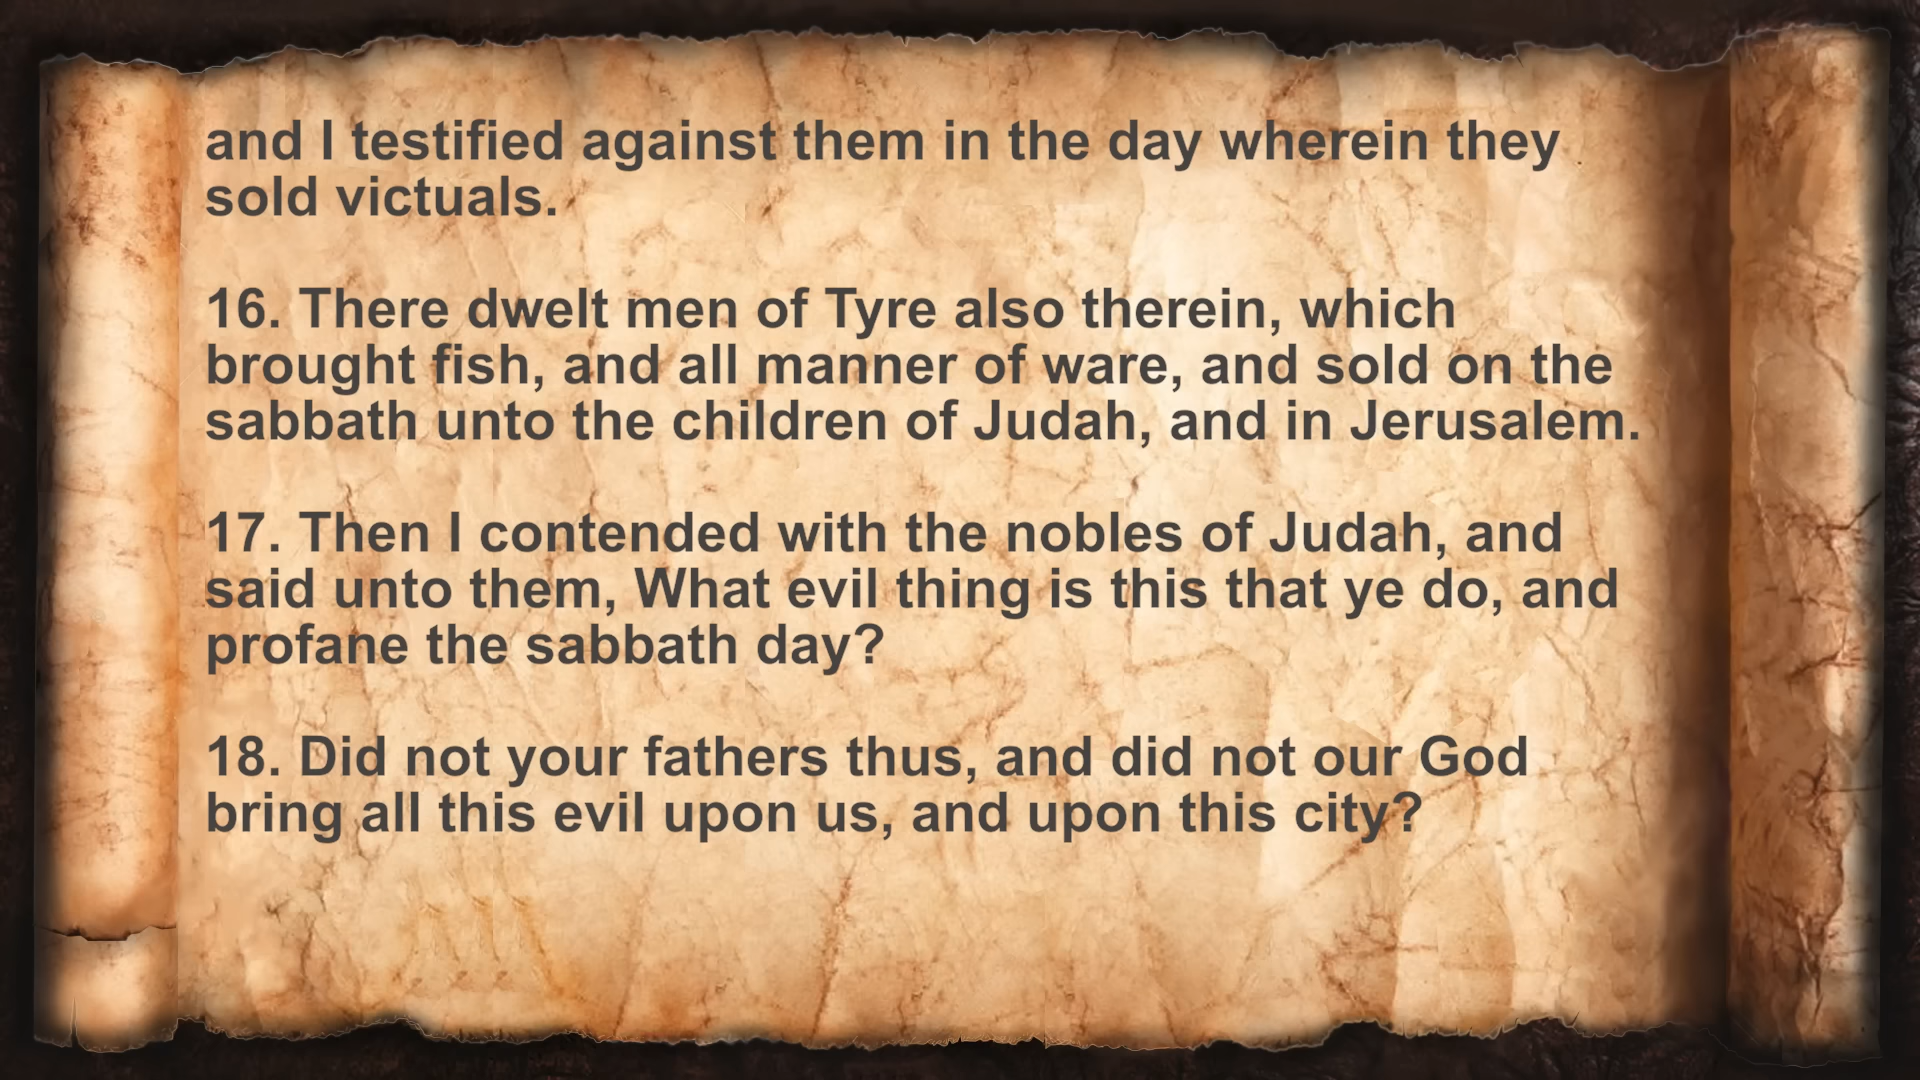 and I testified against them in the day wherein they
sold victuals.
16. There dwelt men of Tyre also therein, which
brought fish, and all manner of ware, and sold on the
sabbath unto the children of Judah, and in Jerusalem.
17. Then I contended with the nobles of Judah, and
said unto them, What evil thing is this that ye do, and
profane the sabbath day?
18. Did not your fathers thus, and did not our God
bring all this evil upon us, and upon this city?